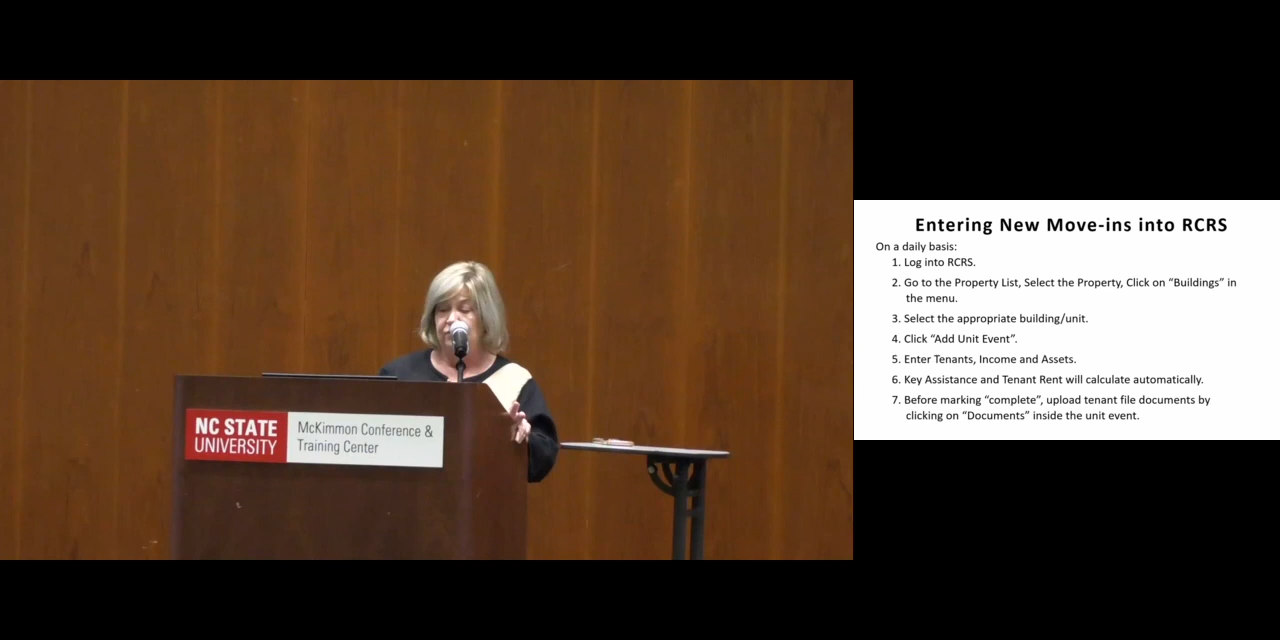 NC STATE
UNIVERSITY
McKimmon Conference &
Training Center
Entering New Move-ins into RCRS
On a daily basis:
1. Log into RCRS.
2. Go to the Property List, Select the Property, Click on “Buildings” in
the menu.
3. Select the appropriate building/unit.
4. Click “Add Unit Event”.
5. Enter Tenants, Income and Assets.
6. Key Assistance and Tenant Rent will calculate automatically.
7. Before marking “complete”, upload tenant file documents by
clicking on “Documents” inside the unit event.